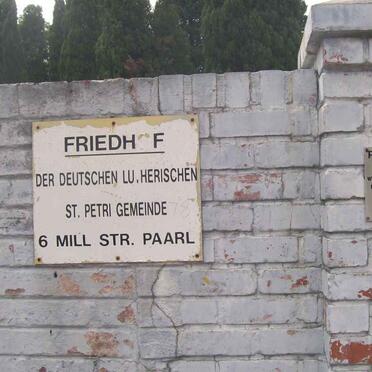 FRIEDH F
DER DEUTSCHEN LU HERISCHEN
ST. PETRI GEMEINDE
6 MILL STR. PAARL